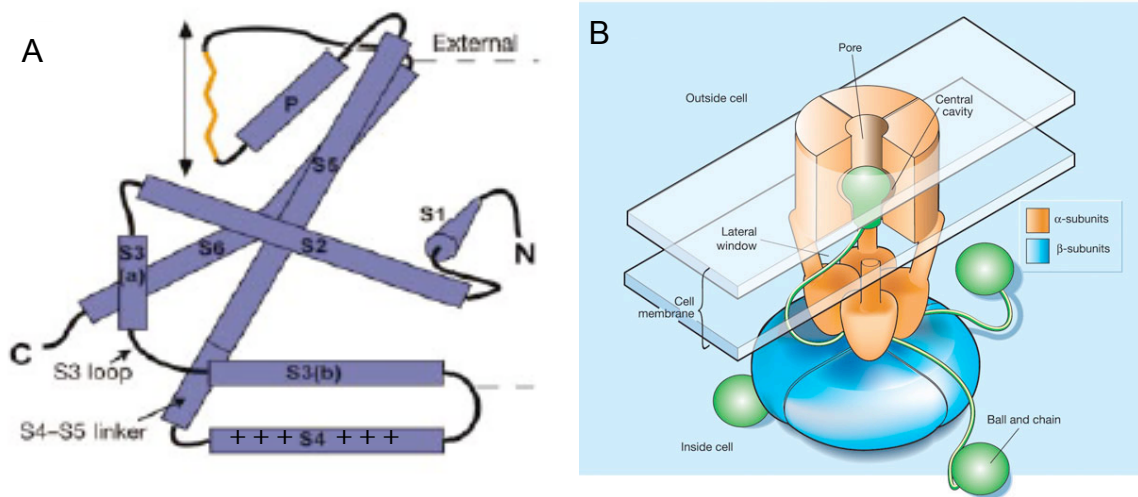 A
External
P
S5
S1
N
S2
S6
S3
(a)
C
S3 loop
S3(b)
S4–S5 linker
+ + + S4 + + +
B
Pore
Outside cell
Central
cavity
α-subunits
β-subunits
Lateral
window
Cell
membrane
Inside cell
Ball and chain